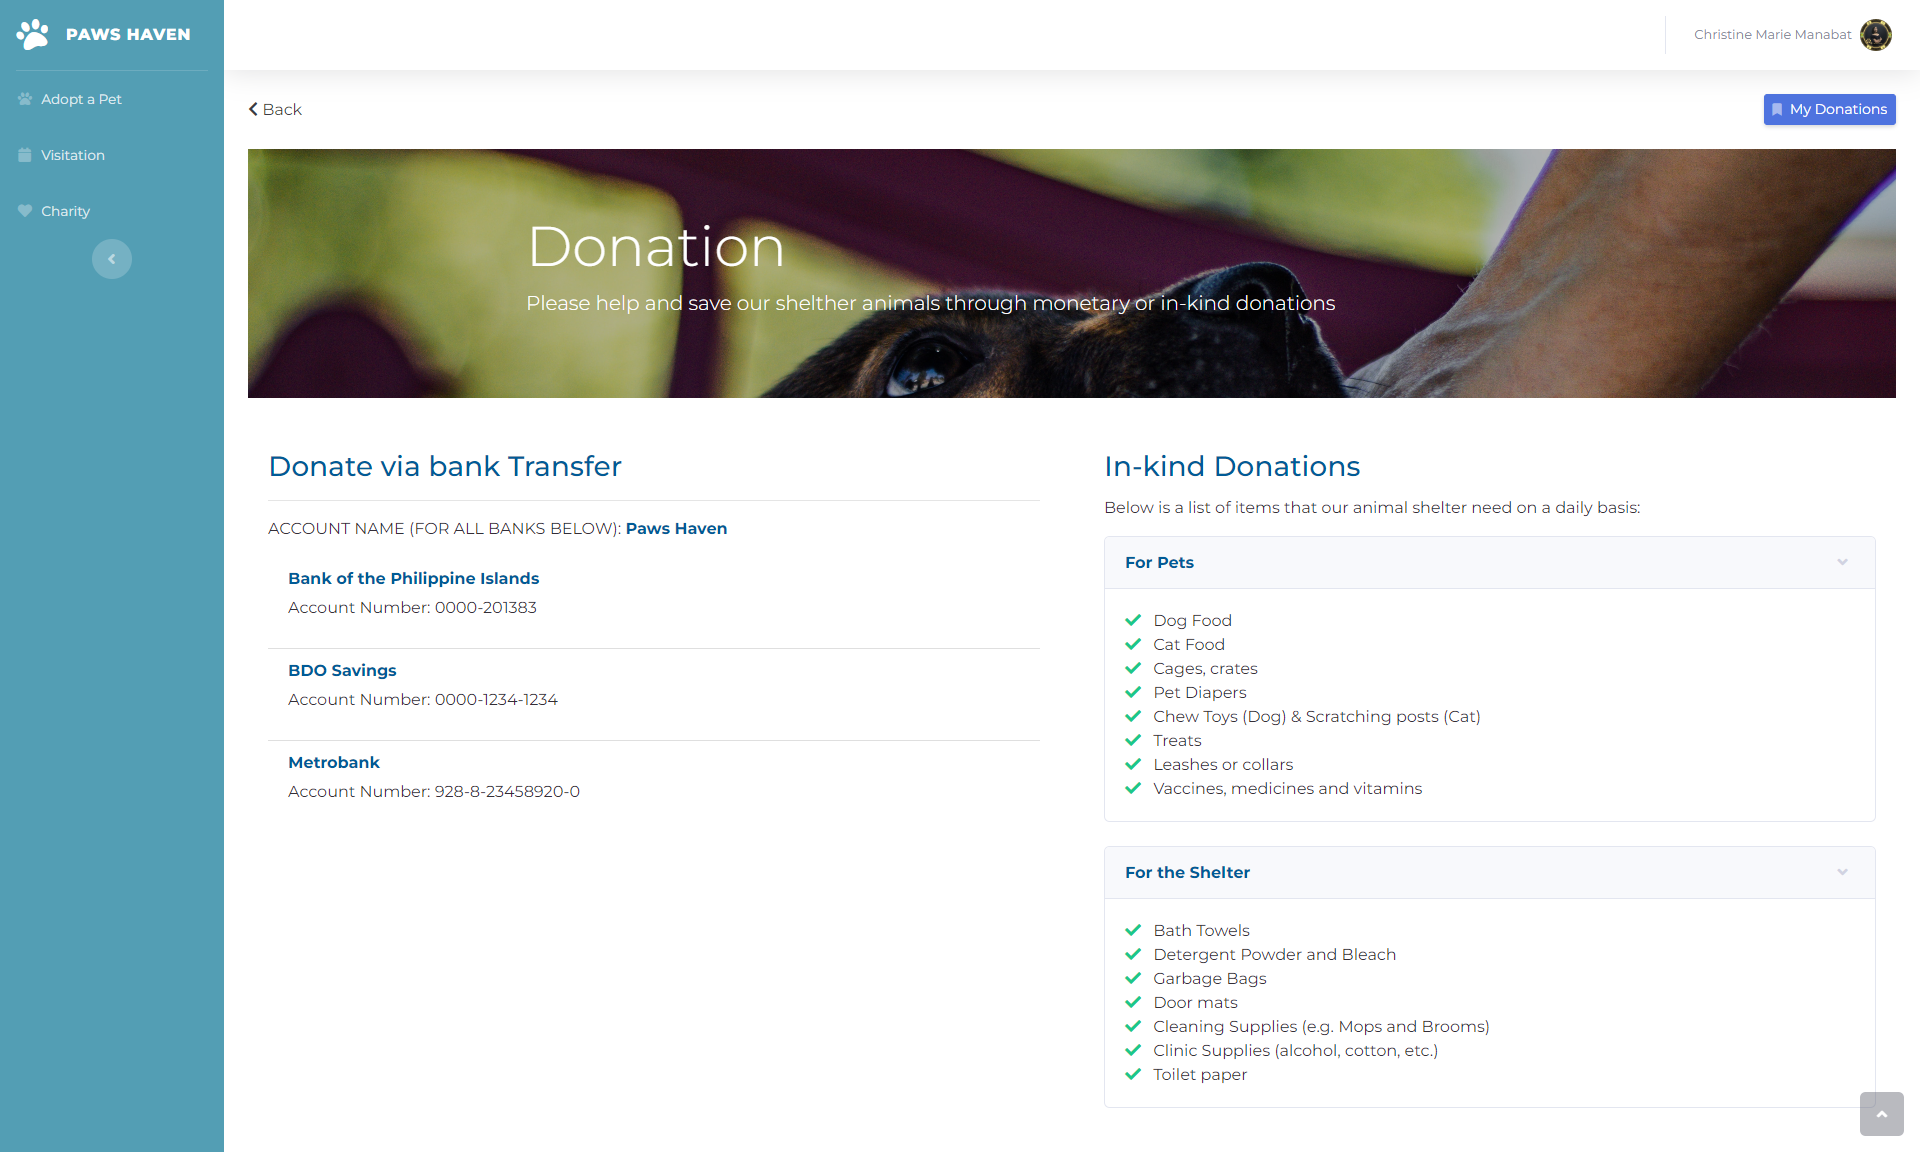 PAWS HAVEN
Adopt a Pet
Visitation
Charity
Christine Marie Manabat
Back
My Donations
Donation
Please help and save our shelther animals through monetary or in-kind donations
Donate via bank Transfer
ACCOUNT NAME (FOR ALL BANKS BELOW): Paws Haven
Bank of the Philippine Islands
Account Number: 0000-201383
BDO Savings
Account Number: 0000-1234-1234
Metrobank
Account Number: 928-8-23458920-0
In-kind Donations
Below is a list of items that our animal shelter need on a daily basis:
For Pets
Dog Food
Cat Food
Cages, crates
Pet Diapers
Chew Toys (Dog) & Scratching posts (Cat)
Treats
Leashes or collars
Vaccines, medicines and vitamins
For the Shelter
Bath Towels
Detergent Powder and Bleach
Garbage Bags
Door mats
Cleaning Supplies (e.g. Mops and Brooms)
Clinic Supplies (alcohol, cotton, etc.)
Toilet paper